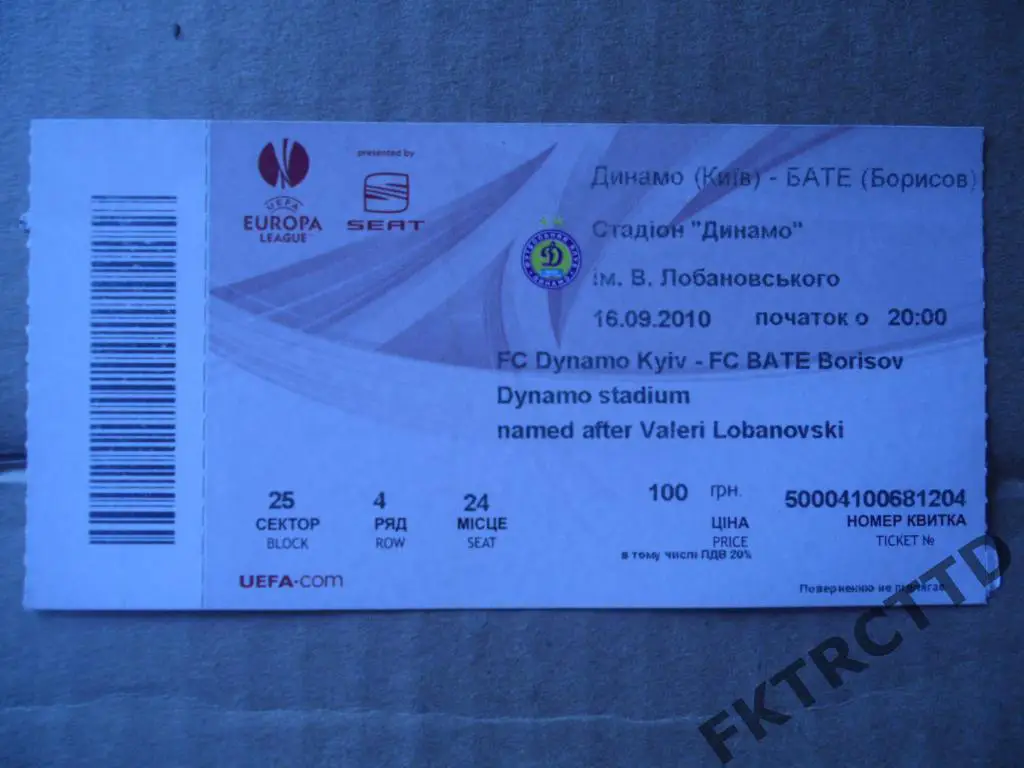 presented by
UEFA
EUROPA
LEAGUE
SEAT
Динамо (Київ) - БАТЕ (Борисов)
Стадіон "Динамо"
ім. В. Лобановського
16.09.2010 початок о 20:00
FC Dynamo Kyiv - FC BATE Borisov
Dynamo stadium
named after Valeri Lobanovski
25 4 24 100 грн. 50004100681204
СЕКТОР РЯД МІСЦЕ ЦІНА НОМЕР КВИТКА
BLOCK ROW SEAT PRICE TICKET №
в тому числі ПДВ 20%
UEFA.com
Поверненню не підлягає
FKTRCTTD